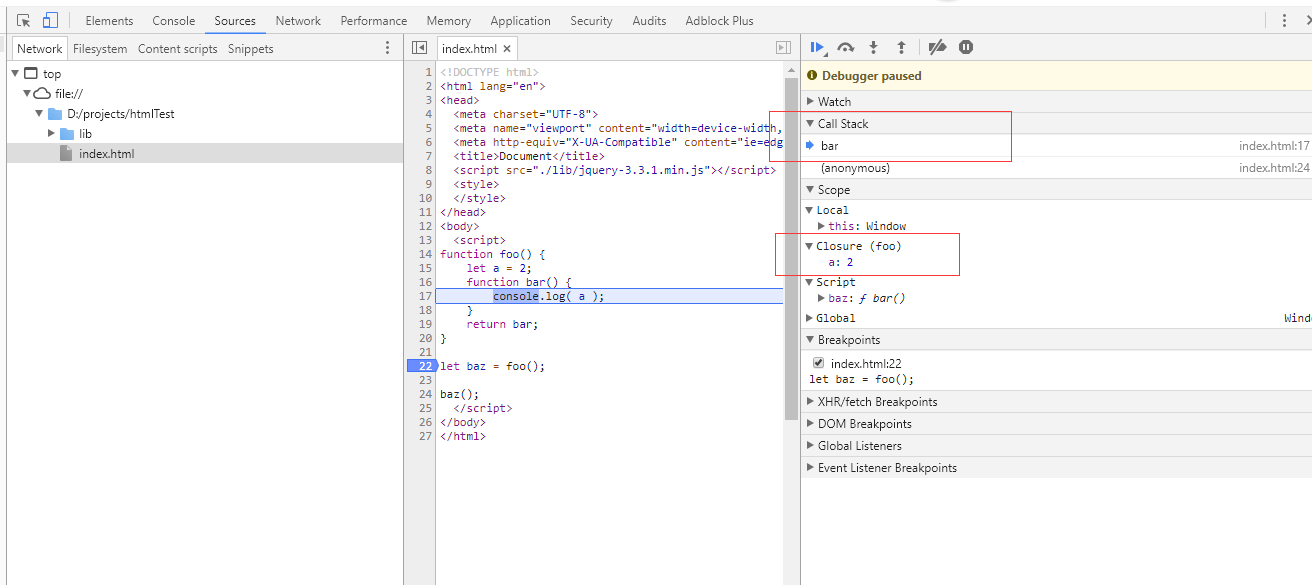 Elements Console Sources Network Performance Memory Application Security Audits Adblock Plus
Network Filesystem Content scripts Snippets
top
file://
D:/projects/htmlTest
lib
index.html
index.html ×
1 <!DOCTYPE html>
2 <html lang="en">
3 <head>
4 <meta charset="UTF-8">
5 <meta name="viewport" content="width=device-width,
6 <meta http-equiv="X-UA-Compatible" content="ie=edg
7 <title>Document</title>
8 <script src="./lib/jquery-3.3.1.min.js"></script>
9 <style>
10 </style>
11 </head>
12 <body>
13 <script>
14 function foo() {
15 let a = 2;
16 function bar() {
17 console.log( a );
18 }
19 return bar;
20 }
21
22 let baz = foo();
23
24 baz();
25 </script>
26 </body>
27 </html>
Debugger paused
Watch
Call Stack
bar index.html:17
(anonymous) index.html:24
Scope
Local
this: Window
Closure (foo)
a: 2
Script
baz: ƒ bar()
Global Wind
Breakpoints
index.html:22
let baz = foo();
XHR/fetch Breakpoints
DOM Breakpoints
Global Listeners
Event Listener Breakpoints